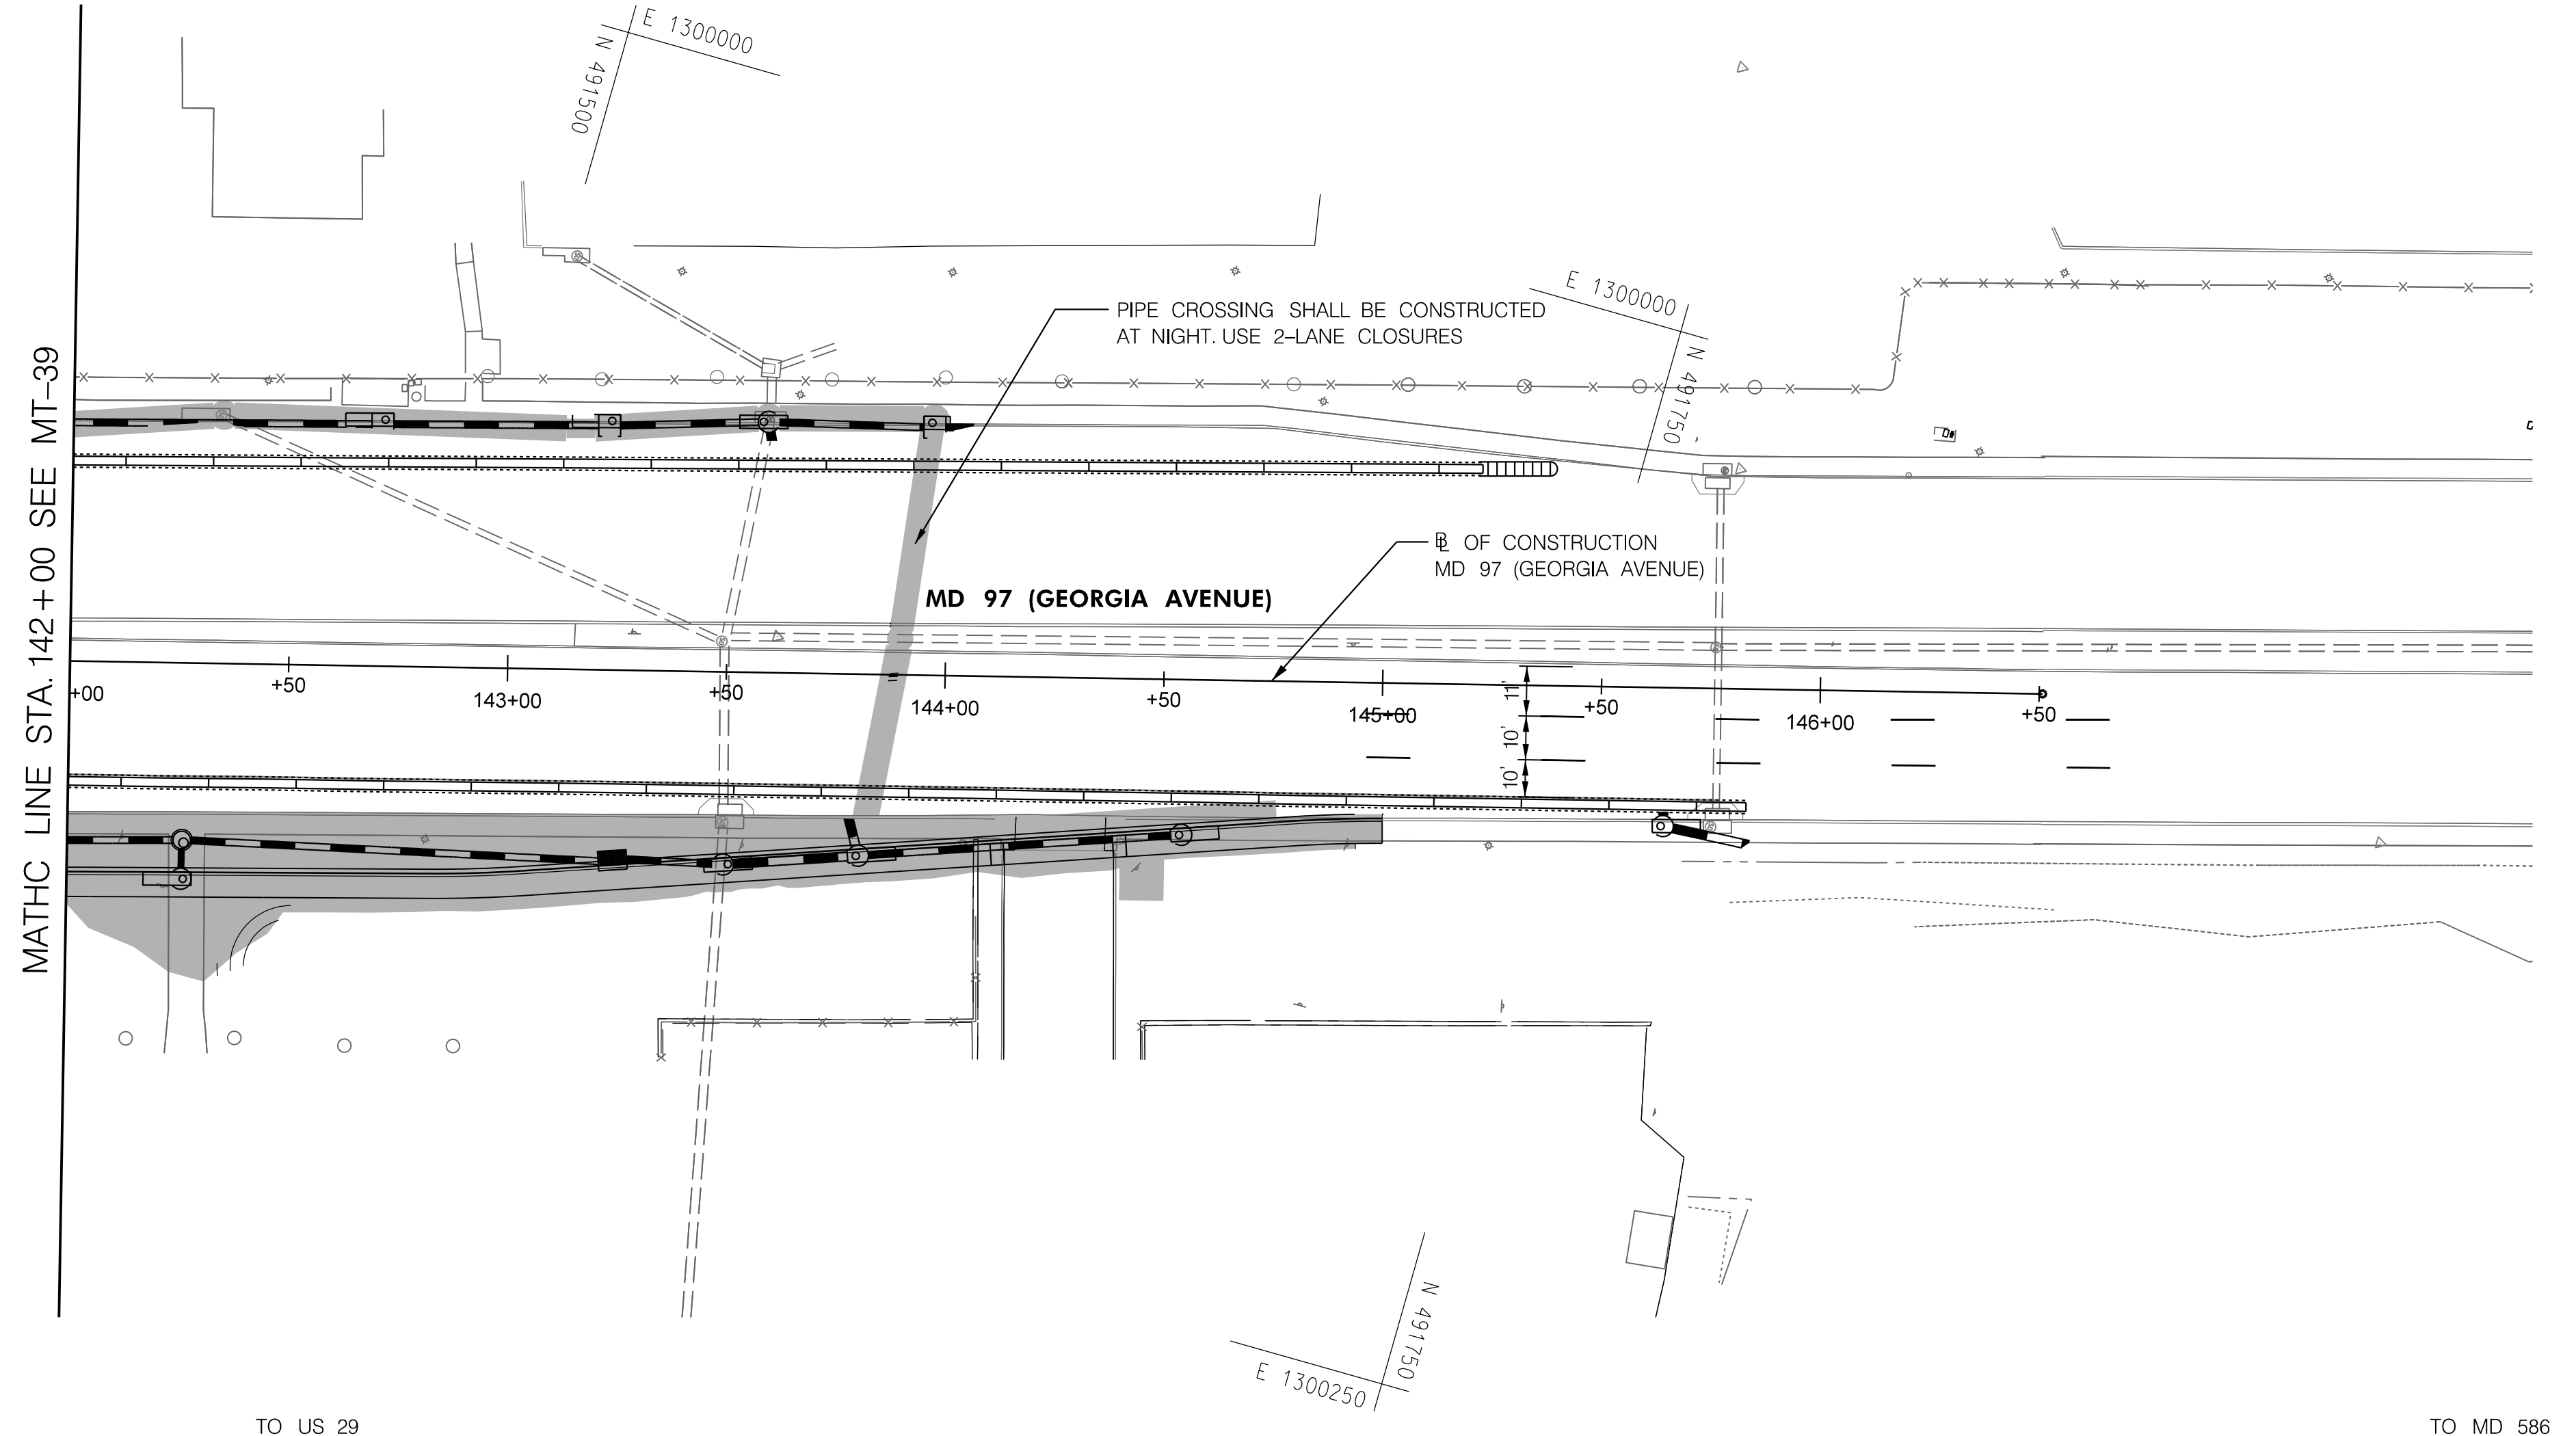 E 1300000
N 491500
PIPE CROSSING SHALL BE CONSTRUCTED
AT NIGHT. USE 2-LANE CLOSURES
E 1300000
N 491750
MATHC LINE STA. 142+00 SEE MT-39
BL OF CONSTRUCTION
MD 97 (GEORGIA AVENUE)
MD 97 (GEORGIA AVENUE)
+00
+50
143+00
+50
144+00
+50
145+00
+50
146+00
+50
11'
10'
10'
N 491750
E 1300250
TO US 29
TO MD 586